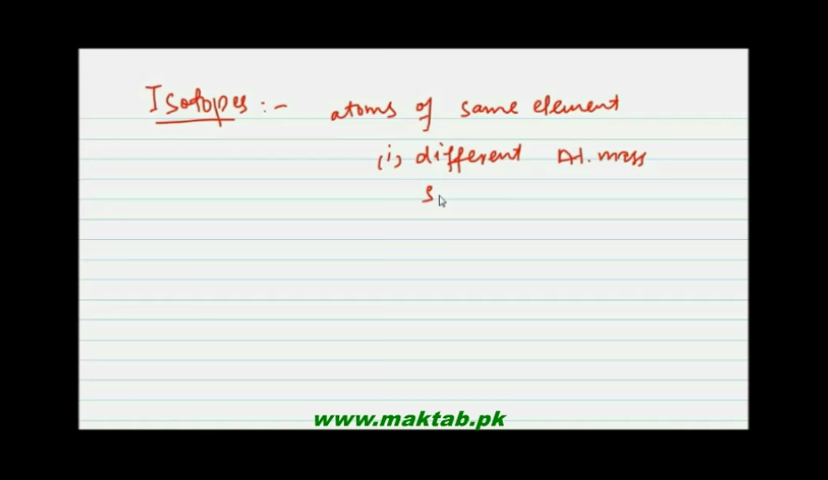 Isotopes :- atoms of same element
(i) different At. mass
s
www.maktab.pk